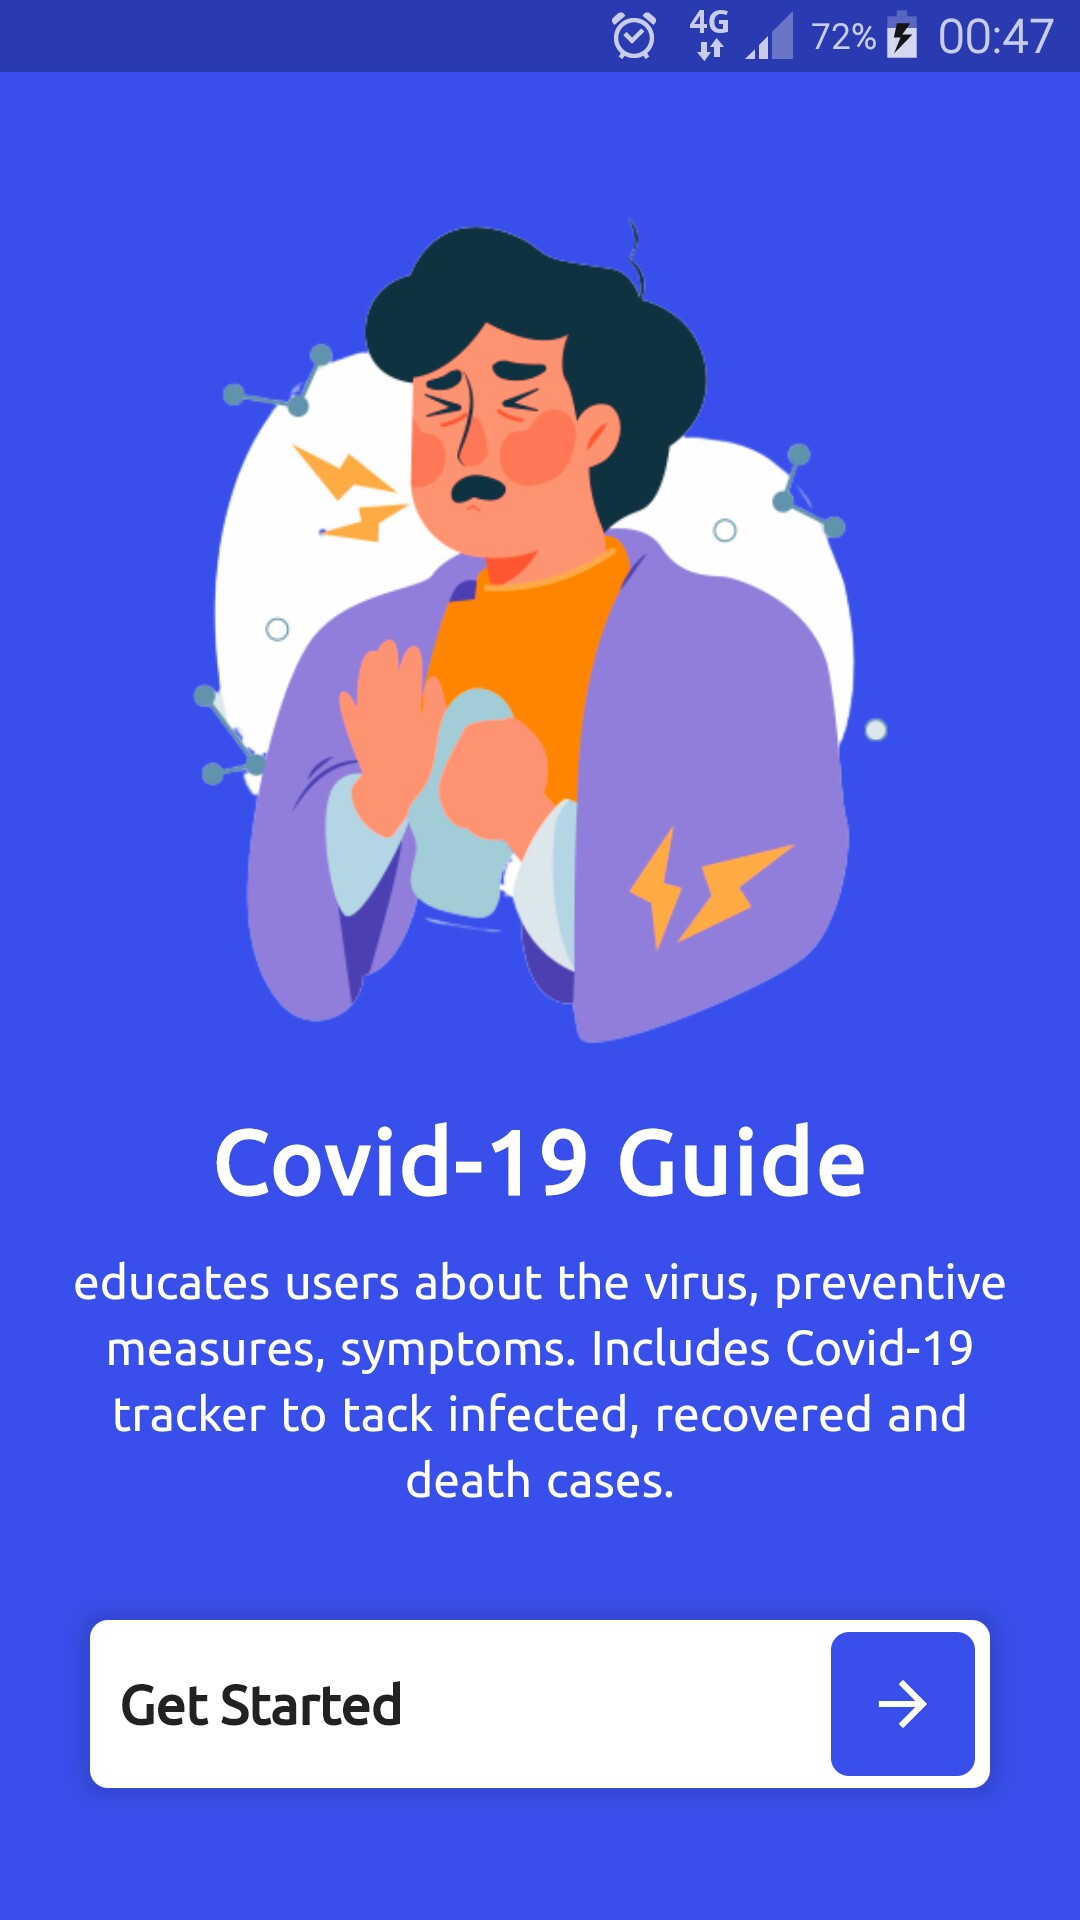 4G 72% 00:47
Covid-19 Guide
educates users about the virus, preventive
measures, symptoms. Includes Covid-19
tracker to tack infected, recovered and
death cases.
Get Started